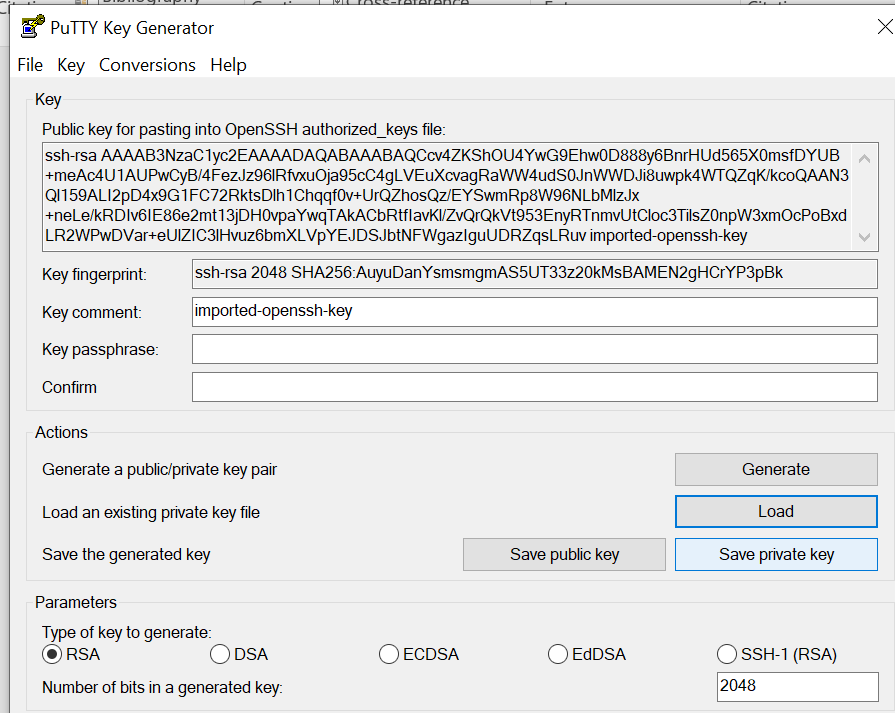 Bibliography
Cross-reference
PuTTY Key Generator
File Key Conversions Help
Key
Public key for pasting into OpenSSH authorized_keys file:
ssh-rsa AAAAB3NzaC1yc2EAAAADAQABAAABAQCcv4ZKShOU4YwG9Ehw0D888y6BnrHUd565X0msfDYUB
+meAc4U1AUPwCyB/4FezJz96lRfvxuOja95cC4gLVEuXcvagRaWW4udS0JnWWDJi8uwpk4WTQZqK/kcoQAAN3
Ql159ALI2pD4x9G1FC72RktsDlh1Chqqf0v+UrQZhosQz/EYSwmRp8W96NLbMlzJx
+neLe/kRDIv6IE86e2mt13jDH0vpaYwqTAkACbRtfIavKl/ZvQrQkVt953EnyRTnmvUtCloc3TilsZ0npW3xmOcPoBxd
LR2WPwDVar+eUlZIC3lHvuz6bmXLVpYEJDSJbtNFWgazIguUDRZqsLRuv imported-openssh-key
Key fingerprint: ssh-rsa 2048 SHA256:AuyuDanYsmsmgmAS5UT33z20kMsBAMEN2gHCrYP3pBk
Key comment: imported-openssh-key
Key passphrase:
Confirm
Actions
Generate a public/private key pair Generate
Load an existing private key file Load
Save the generated key Save public key Save private key
Parameters
Type of key to generate:
RSA DSA ECDSA EdDSA SSH-1 (RSA)
Number of bits in a generated key: 2048